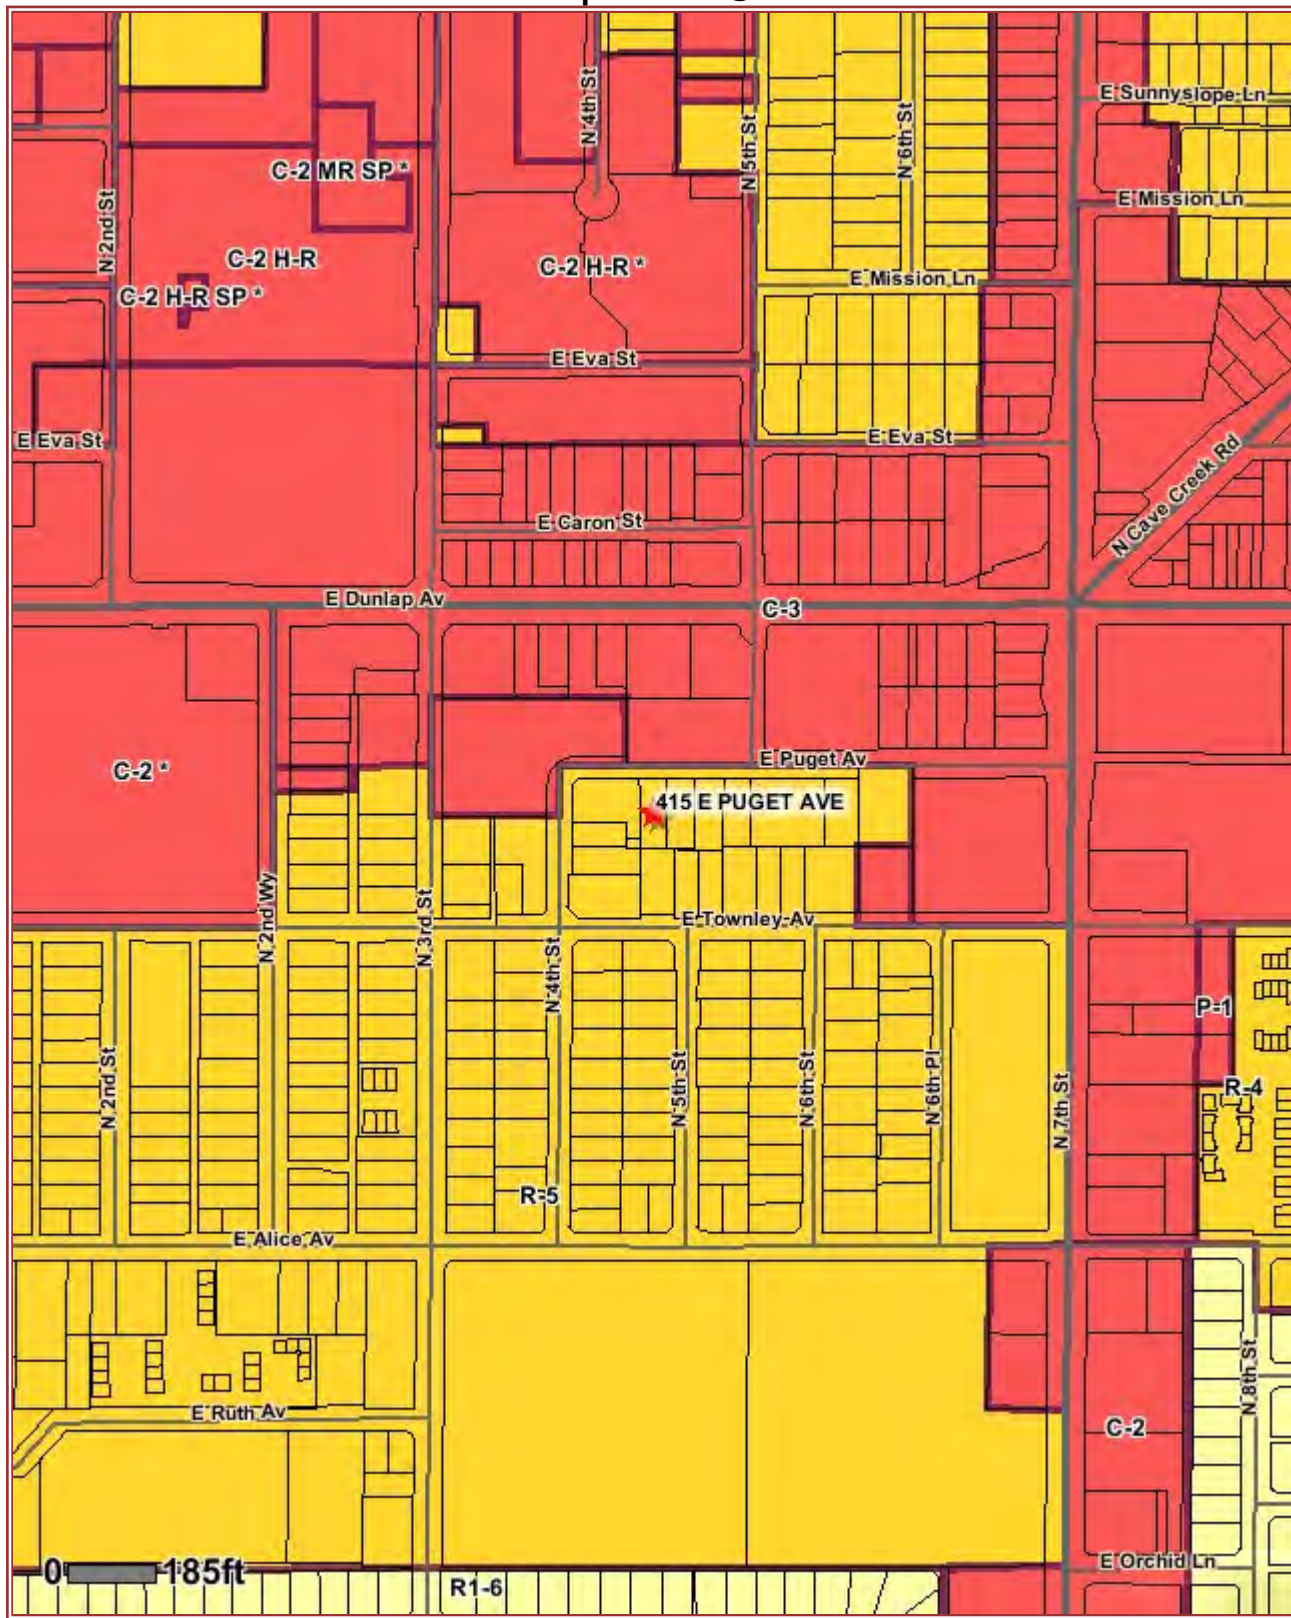 N 4th St
E Sunnyslope Ln
N 6th St
N 5th St
C-2 MR SP *
E Mission Ln
N 2nd St
C-2 H-R
C-2 H-R *
E Mission Ln
C-2 H-R SP *
E Eva St
E Eva St
E Eva St
N Cave Creek Rd
E Caron St
E Dunlap Av
C-3
E Puget Av
C-2 *
415 E PUGET AVE
N 2nd Wy
N 3rd St
E Townley Av
N 4th St
P-1
N 2nd St
N 5th St
N 6th St
N 6th Pl
N 7th St
R-4
R-5
E Alice Av
N 8th St
E Ruth Av
C-2
E Orchid Ln
0 185ft
R1-6